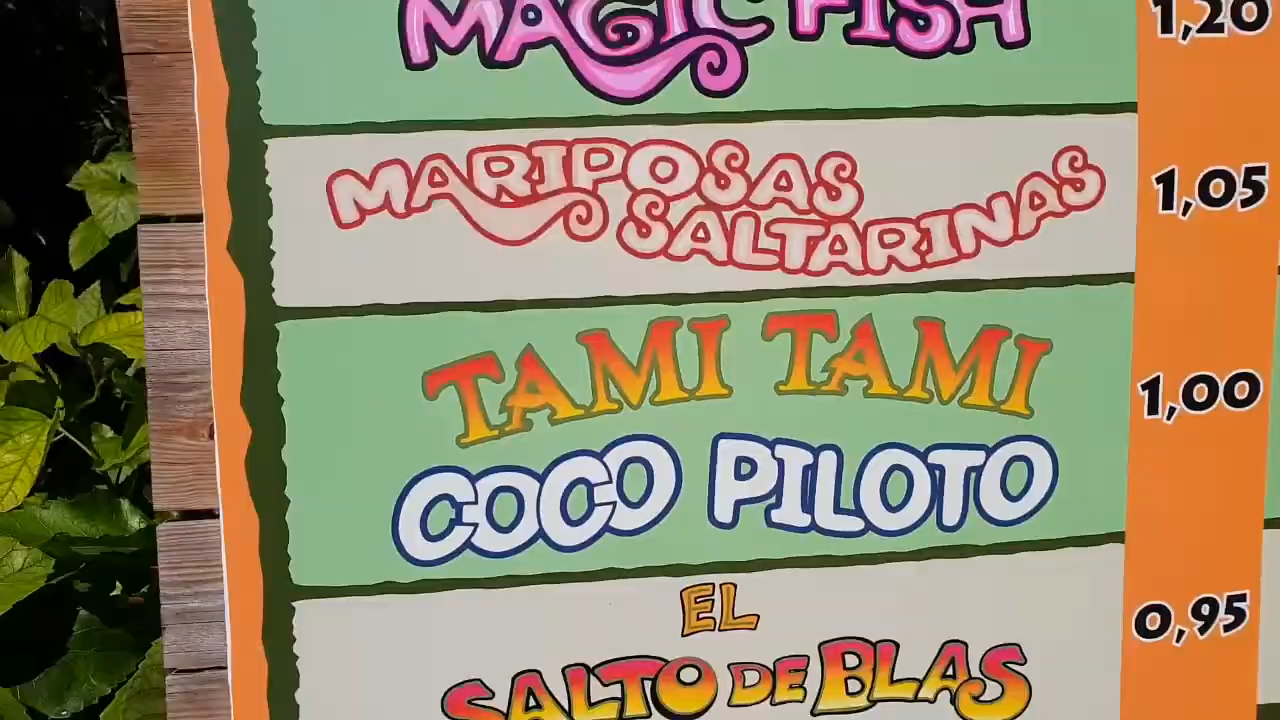 MAGIC FISH 1,20
MARIPOSAS SALTARINAS 1,05
TAMI TAMI
COCO PILOTO 1,00
EL
SALTO DE BLAS 0,95